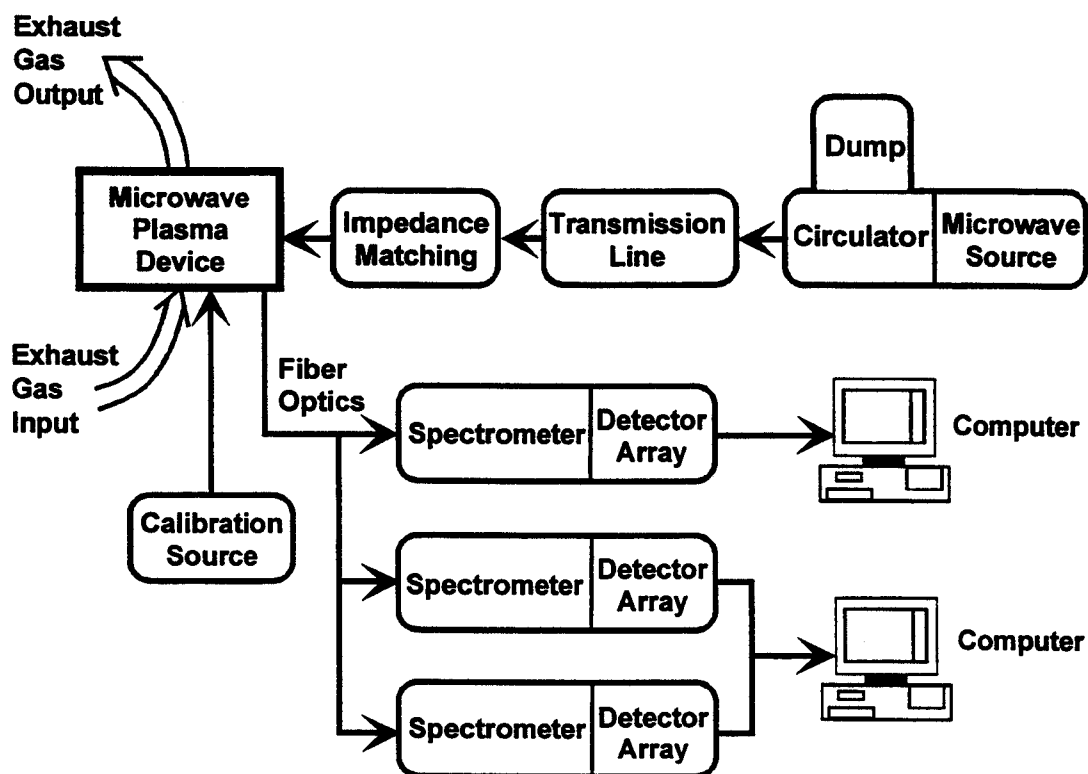 Exhaust
Gas
Output
Dump
Microwave
Plasma
Device
Impedance
Matching
Transmission
Line
Circulator
Microwave
Source
Exhaust
Gas
Input
Fiber
Optics
Spectrometer
Detector
Array
Computer
Calibration
Source
Spectrometer
Detector
Array
Computer
Spectrometer
Detector
Array